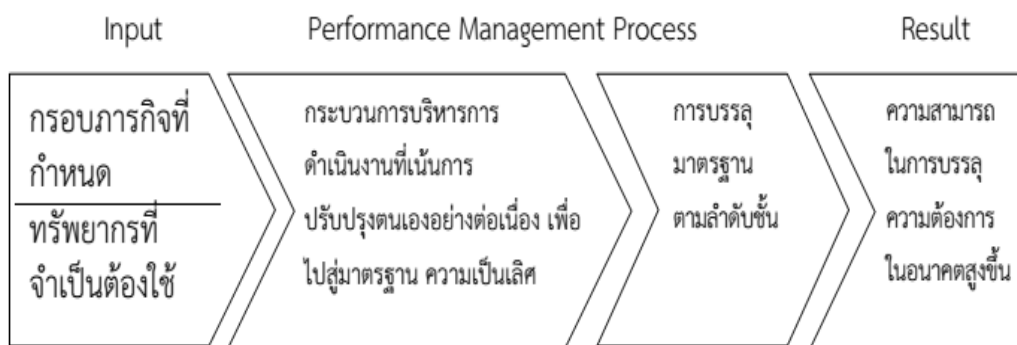 Input
Performance Management Process
Result
กรอบภารกิจที่
กำหนด
ทรัพยากรที่
จำเป็นต้องใช้
กระบวนการบริหารการ
ดำเนินงานที่เน้นการ
ปรับปรุงตนเองอย่างต่อเนื่อง เพื่อ
ไปสู่มาตรฐาน ความเป็นเลิศ
การบรรลุ
มาตรฐาน
ตามลำดับชั้น
ความสามารถ
ในการบรรลุ
ความต้องการ
ในอนาคตสูงขึ้น